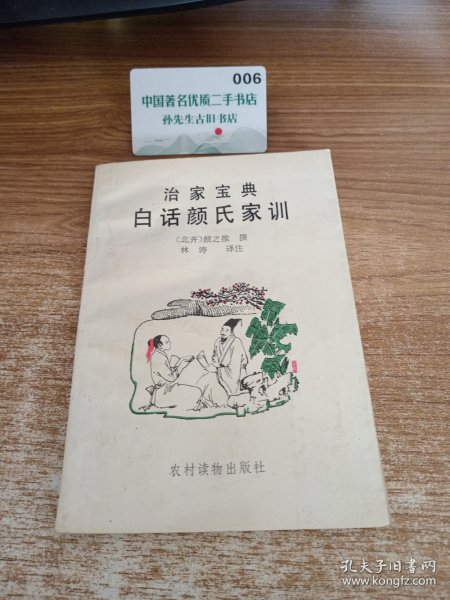 006
中国著名优质二手书店
孙先生古旧书店
治家宝典
白话颜氏家训
〔北齐〕颜之推 撰
林涛 译注
农村读物出版社
孔夫子旧书网
www.kongfz.com